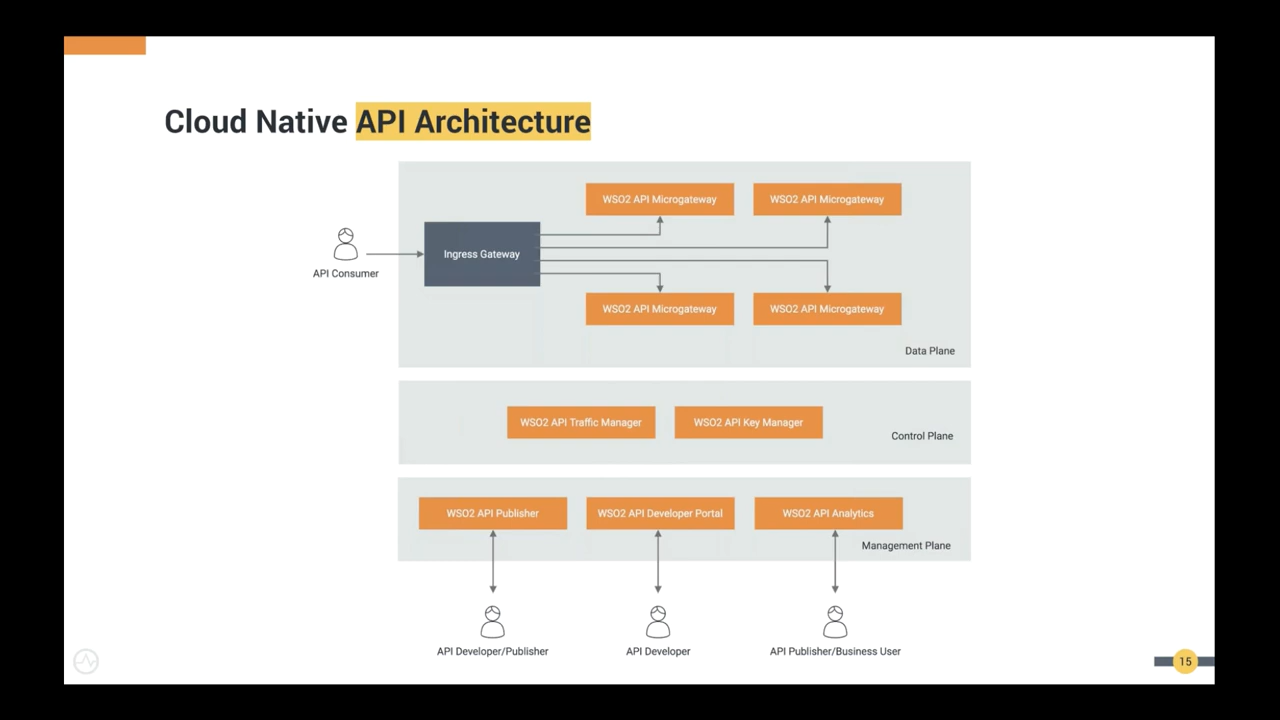 Cloud Native API Architecture
WSO2 API Microgateway
WSO2 API Microgateway
Ingress Gateway
API Consumer
WSO2 API Microgateway
WSO2 API Microgateway
Data Plane
WSO2 API Traffic Manager
WSO2 API Key Manager
Control Plane
WSO2 API Publisher
WSO2 API Developer Portal
WSO2 API Analytics
Management Plane
API Developer/Publisher
API Developer
API Publisher/Business User
15